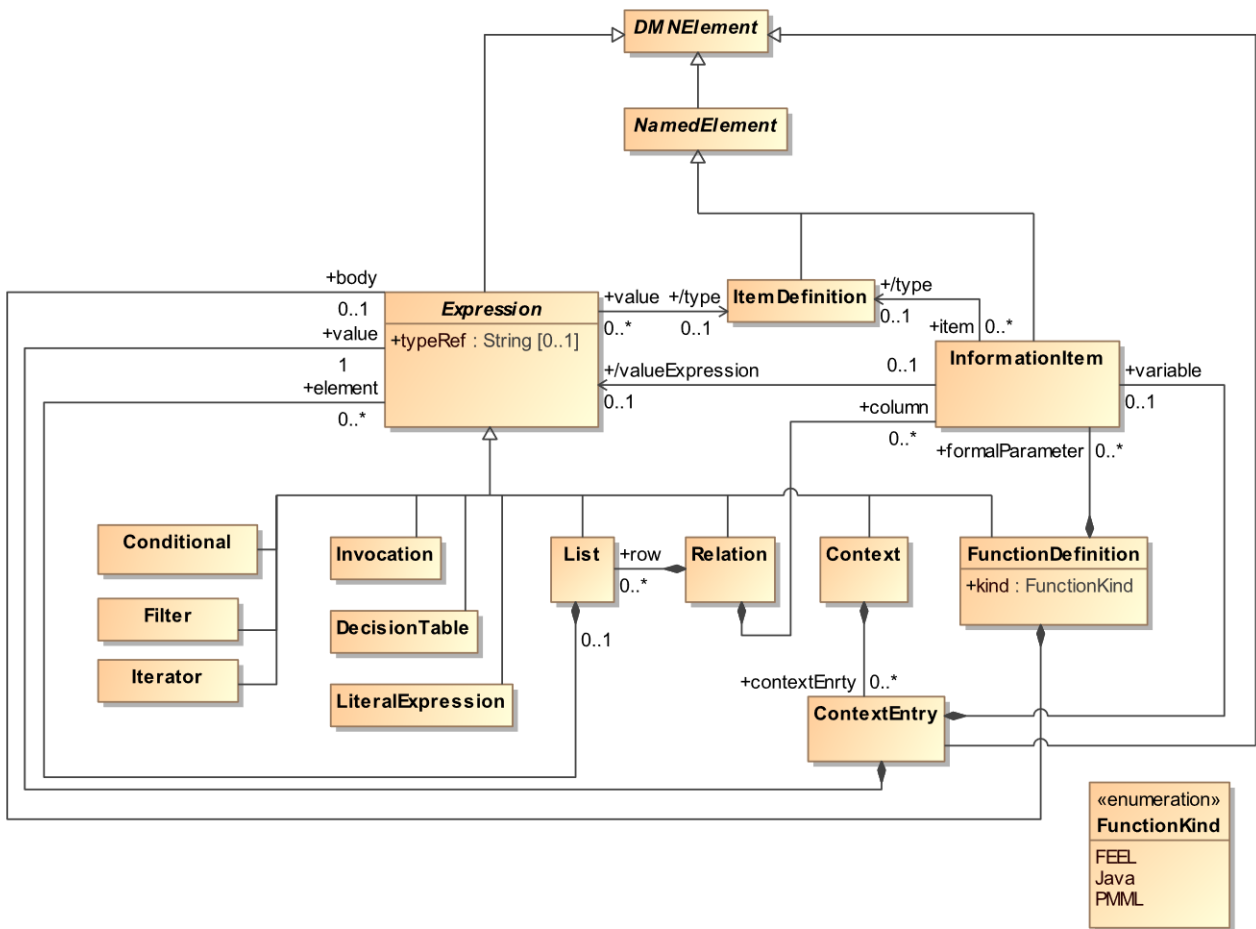 DMNElement
NamedElement
+body
0..1
Expression
+typeRef : String [0..1]
+value
1
+element
0..*
+value
+/type
0..*
0..1
ItemDefinition
+/type
0..1
+item
0..*
InformationItem
+/valueExpression
0..1
0..1
+variable
0..1
+column
0..*
+formalParameter
0..*
Conditional
Filter
Iterator
Invocation
DecisionTable
LiteralExpression
List
+row
0..*
0..1
Relation
Context
FunctionDefinition
+kind : FunctionKind
+contextEnrty
0..*
ContextEntry
«enumeration»
FunctionKind
FEEL
Java
PMML